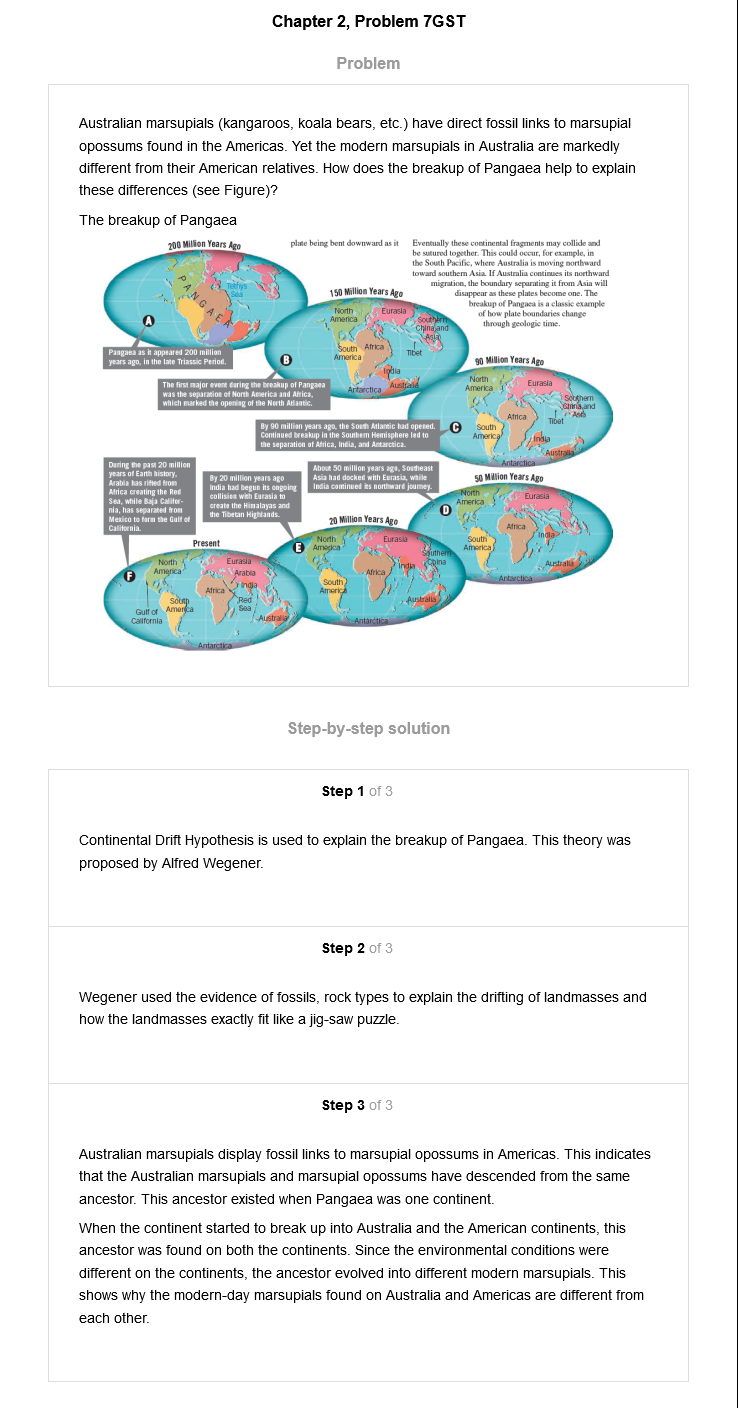 Chapter 2, Problem 7GST
Problem
Australian marsupials (kangaroos, koala bears, etc.) have direct fossil links to marsupial
opossums found in the Americas. Yet the modern marsupials in Australia are markedly
different from their American relatives. How does the breakup of Pangaea help to explain
these differences (see Figure)?
The breakup of Pangaea
plate being bent downward as it
Eventually these continental fragments may collide and
be sutured together. This could occur, for example, in
the South Pacific, where Australia is moving northward
toward southern Asia. If Australia continues its northward
migration, the boundary separating it from Asia will
disappear as these plates become one. The
breakup of Pangaea is a classic example
of how plate boundaries change
through geologic time.
200 Million Years Ago
PANGAEA
Tethys
Sea
A
Pangaea as it appeared 200 million
years ago, in the late Triassic Period.
150 Million Years Ago
North
America
Eurasia
Southern
China and
Asia
South
America
Africa
Tibet
India
Antarctica
Australia
B
The first major event during the breakup of Pangaea
was the separation of North America and Africa,
which marked the opening of the North Atlantic.
90 Million Years Ago
North
America
Eurasia
Southern
China and
Asia
Africa
Tibet
South
America
India
Australia
Antarctica
C
By 90 million years ago, the South Atlantic had opened.
Continued breakup in the Southern Hemisphere led to
the separation of Africa, India, and Antarctica.
50 Million Years Ago
North
America
Eurasia
Africa
India
South
America
Australia
Antarctica
D
About 50 million years ago, Southeast
Asia had docked with Eurasia, while
India continued its northward journey.
20 Million Years Ago
North
America
Eurasia
Southern
China
India
Africa
South
America
Australia
Antarctica
E
By 20 million years ago
India had begun its ongoing
collision with Eurasia to
create the Himalayas and
the Tibetan Highlands.
During the past 20 million
years of Earth history,
Arabia has rifted from
Africa creating the Red
Sea, while Baja Califor-
nia, has separated from
Mexico to form the Gulf of
California.
Present
F
North
America
Eurasia
Arabia
India
Africa
Red
Sea
South
America
Gulf of
California
Australia
Antarctica
Step-by-step solution
Step 1 of 3
Continental Drift Hypothesis is used to explain the breakup of Pangaea. This theory was
proposed by Alfred Wegener.
Step 2 of 3
Wegener used the evidence of fossils, rock types to explain the drifting of landmasses and
how the landmasses exactly fit like a jig-saw puzzle.
Step 3 of 3
Australian marsupials display fossil links to marsupial opossums in Americas. This indicates
that the Australian marsupials and marsupial opossums have descended from the same
ancestor. This ancestor existed when Pangaea was one continent.
When the continent started to break up into Australia and the American continents, this
ancestor was found on both the continents. Since the environmental conditions were
different on the continents, the ancestor evolved into different modern marsupials. This
shows why the modern-day marsupials found on Australia and Americas are different from
each other.